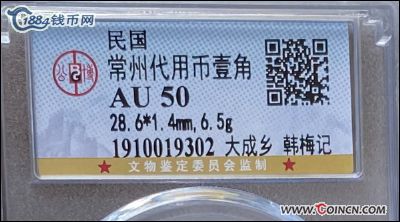 1884钱币网
民国
常州代用币壹角
AU 50
28.6*1.4mm,6.5g
1910019302 大成乡 韩梅记
★ 文物鉴定委员会监制 ★
www.COINCN.com